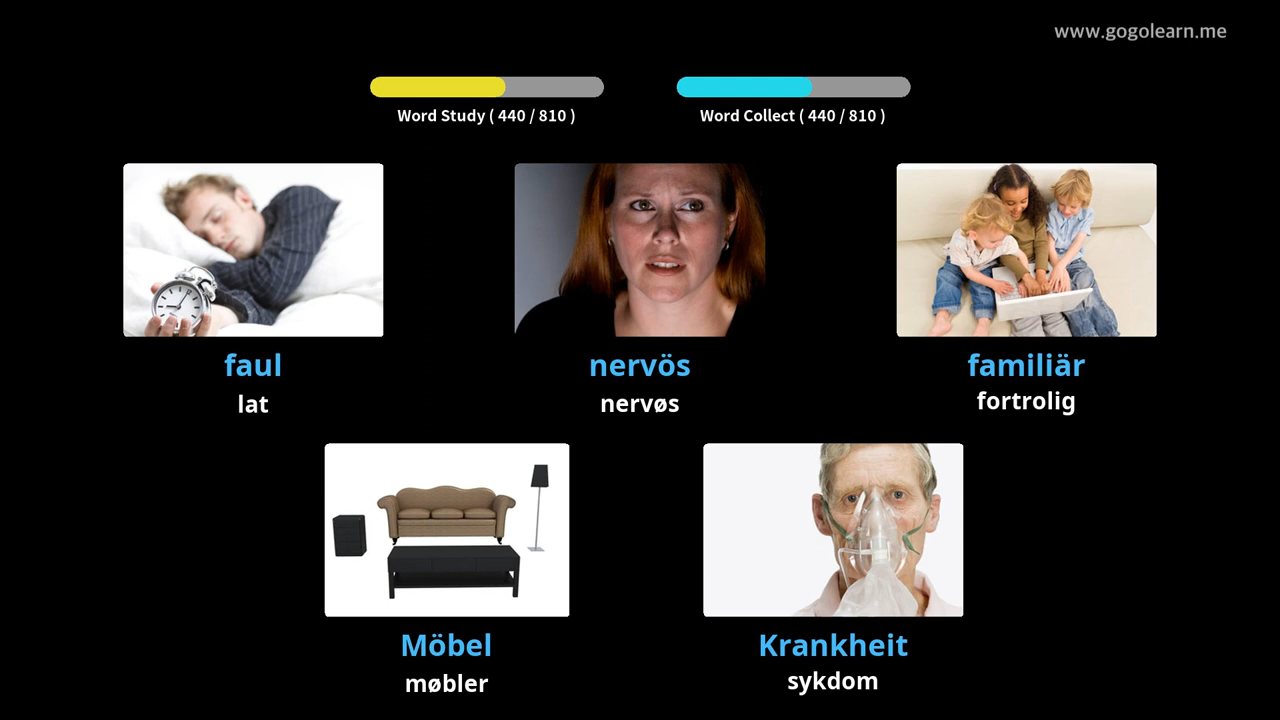 www.gogolearn.me
Word Study ( 440 / 810 )
Word Collect ( 440 / 810 )
faul
lat
nervös
nervøs
familiär
fortrolig
Möbel
møbler
Krankheit
sykdom